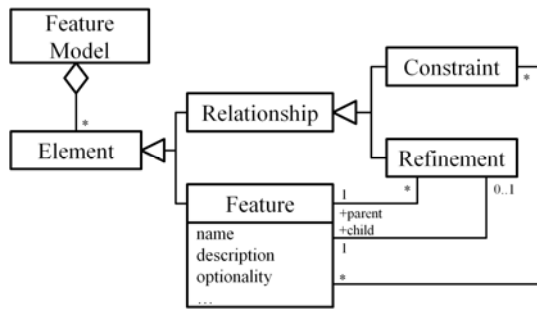 Feature
Model
*
Element
Relationship
Constraint
*
Refinement
Feature
name
description
optionality
...
1
*
+parent
+child
1
0..1
*